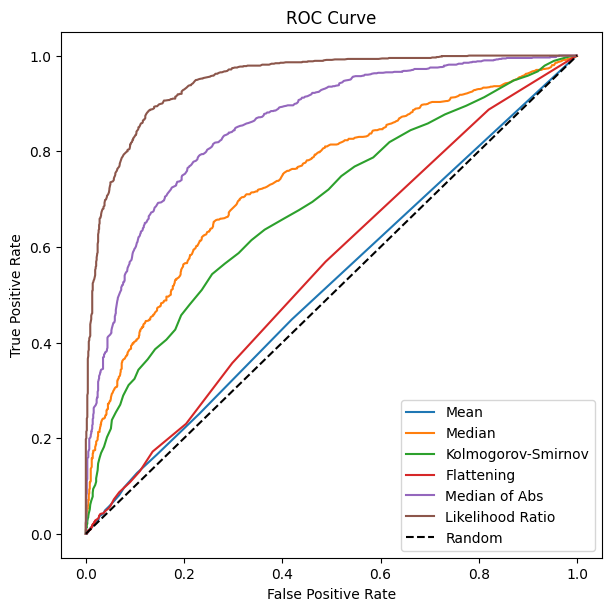 ROC Curve
True Positive Rate
1.0
0.8
0.6
0.4
0.2
0.0
0.0 0.2 0.4 0.6 0.8 1.0
False Positive Rate
Mean
Median
Kolmogorov-Smirnov
Flattening
Median of Abs
Likelihood Ratio
Random